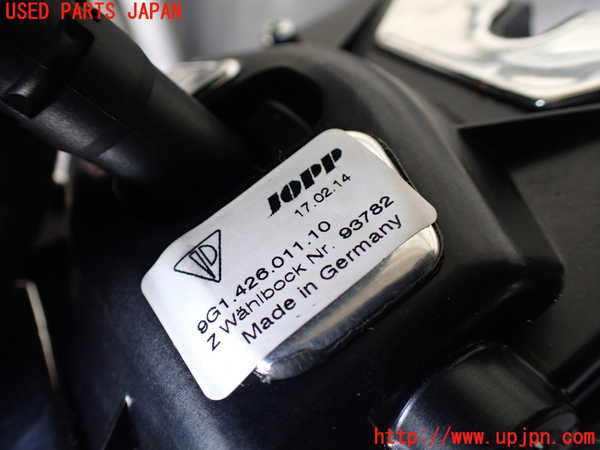 USED PARTS JAPAN
JOPP
17.02.14
9G1.426.011.10
Z Wählbock Nr. 93782
Made in Germany
http://www.upjpn.com/